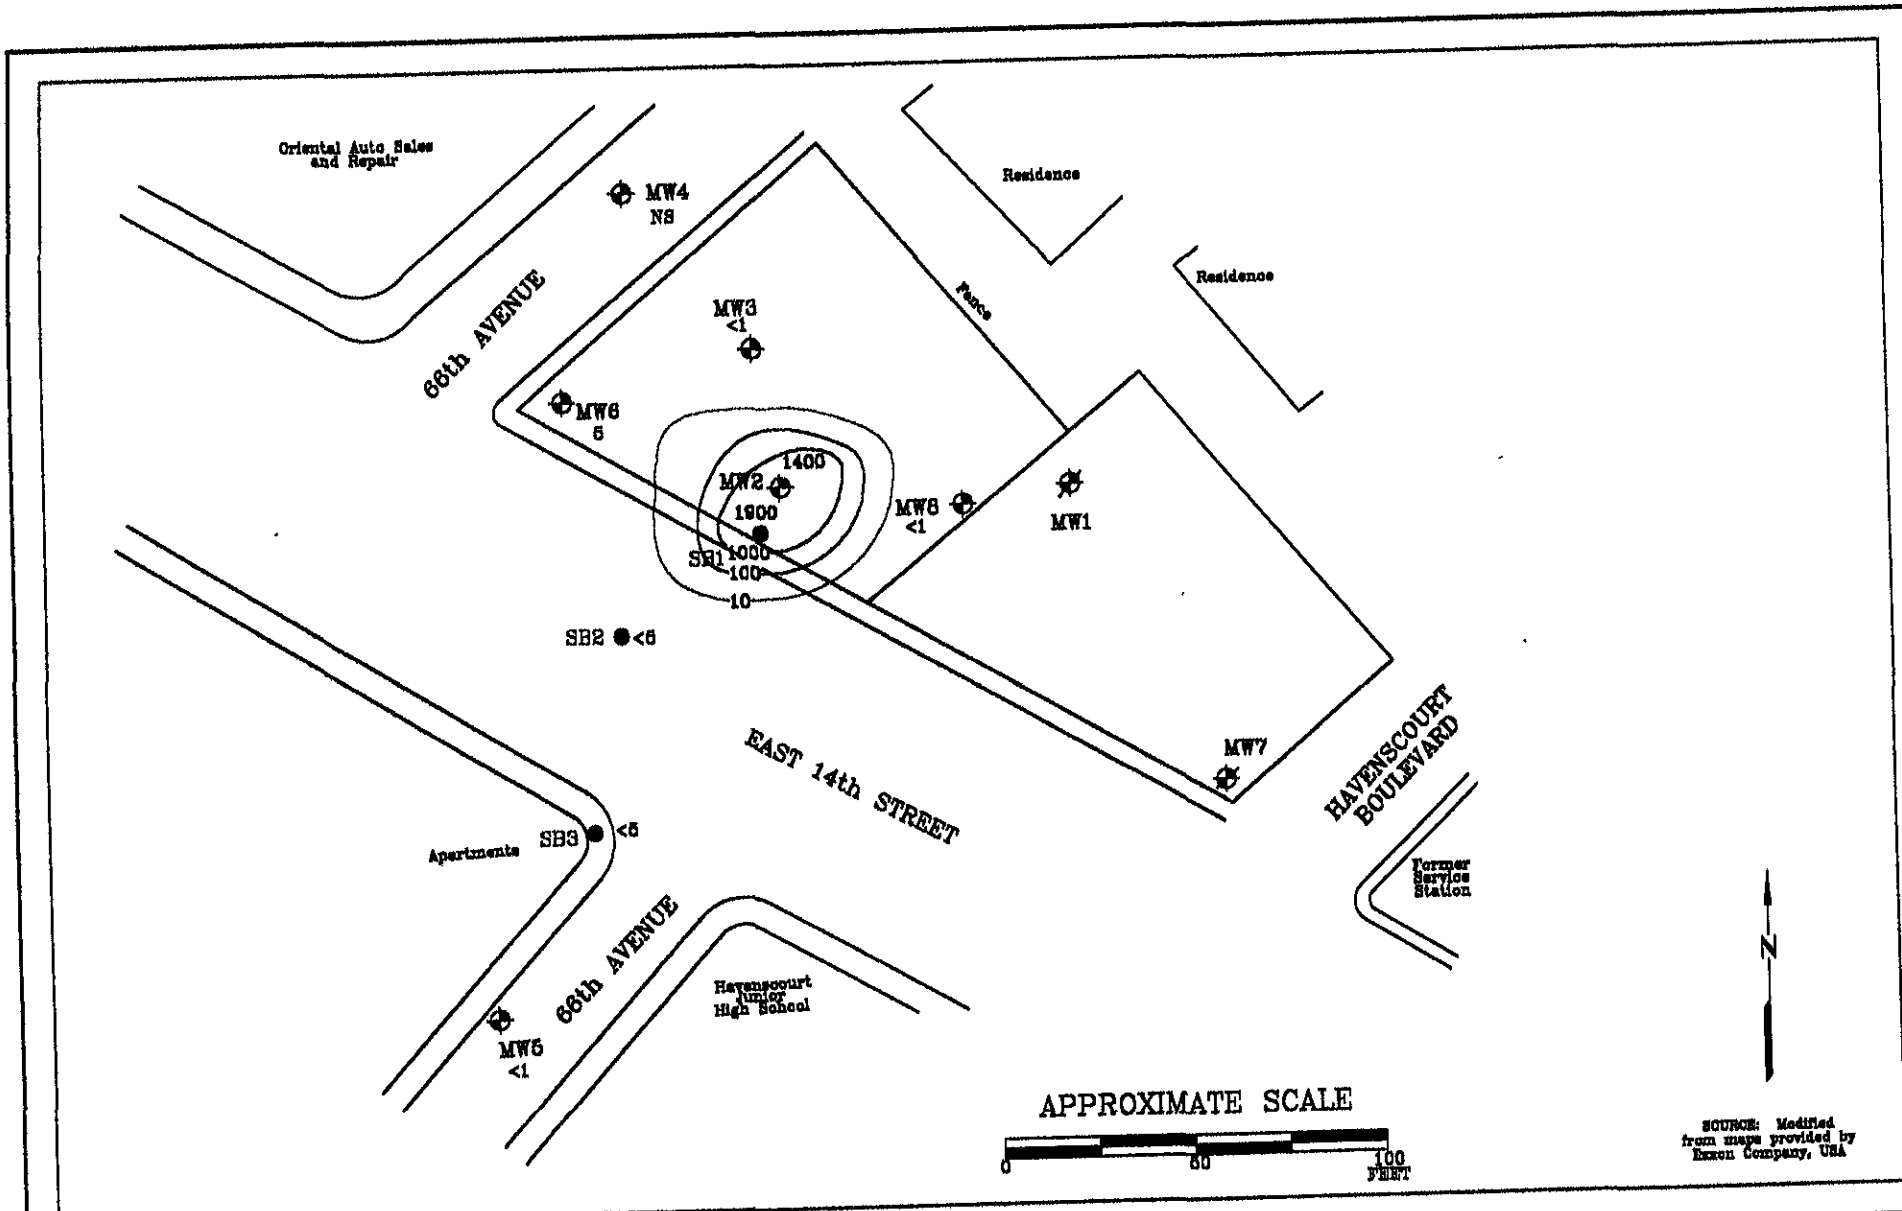 Oriental Auto Sales
and Repair
MW4
NS
Residence
66th AVENUE
Residence
Fence
MW3
<1
MW6
5
1400
MW2
1900
MW8
<1
MW1
SB1
1000
100
10
SB2
<5
EAST 14th STREET
HAVENSCOURT
BOULEVARD
MW7
SB3
<5
Apartments
Former
Service
Station
66th AVENUE
Havenscourt
Junior
High School
MW5
<1
N
APPROXIMATE SCALE
0
50
100
FEET
SOURCE: Modified
from maps provided by
Exxon Company, USA